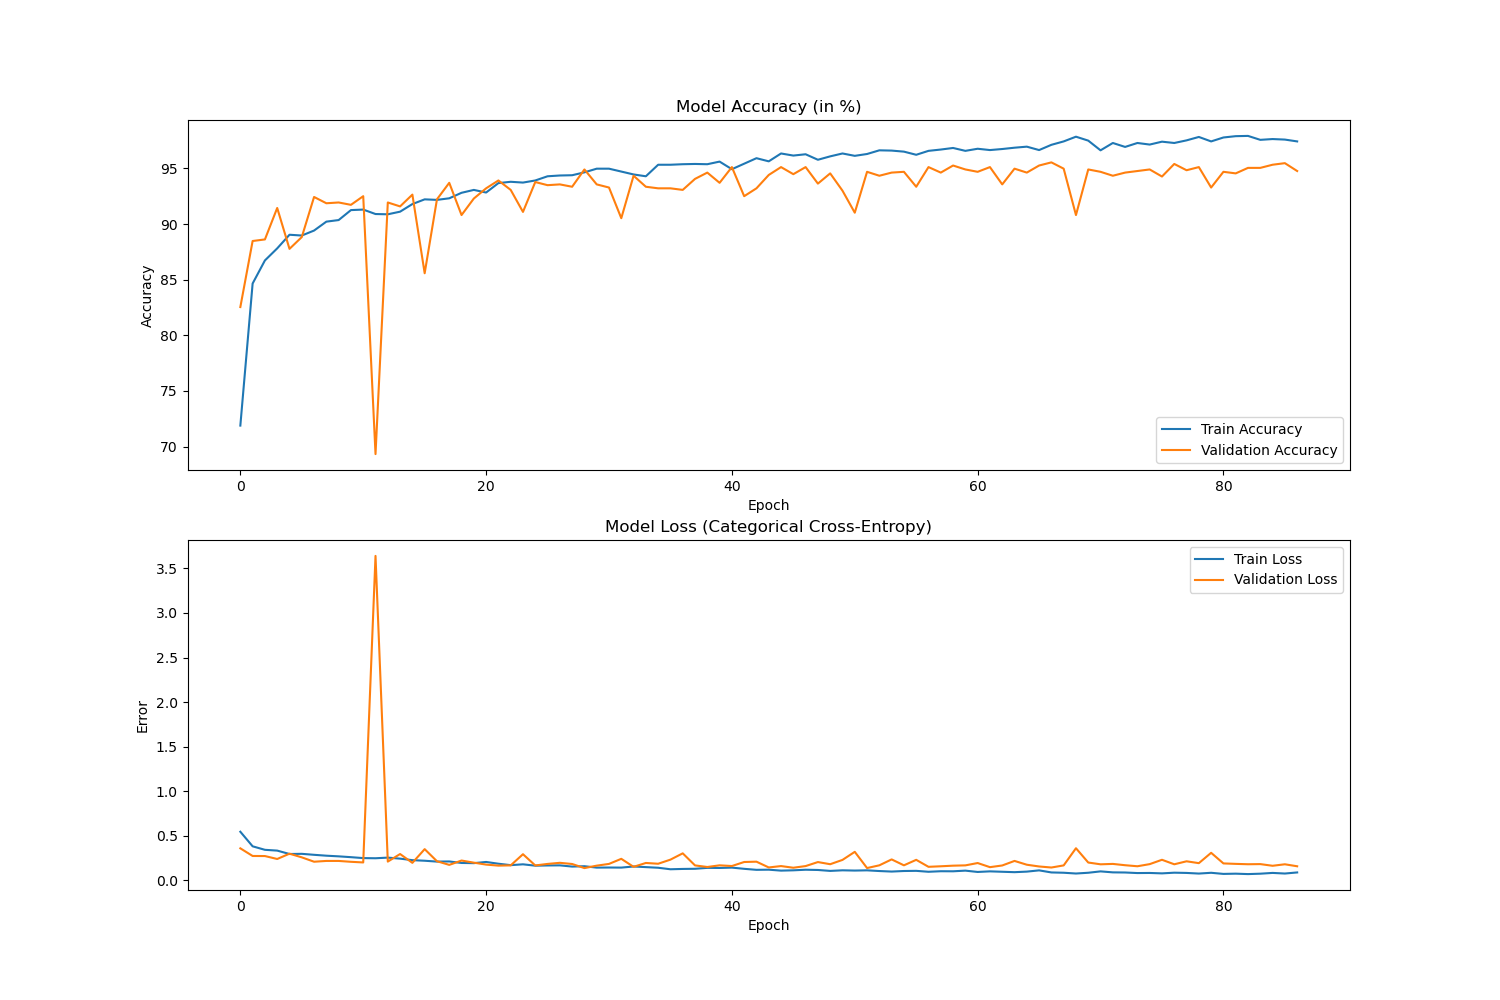 Model Accuracy (in %)
Accuracy
95
90
85
80
75
70
Train Accuracy
Validation Accuracy
0 20 40 60 80
Epoch
Model Loss (Categorical Cross-Entropy)
Error
3.5
3.0
2.5
2.0
1.5
1.0
0.5
0.0
Train Loss
Validation Loss
0 20 40 60 80
Epoch